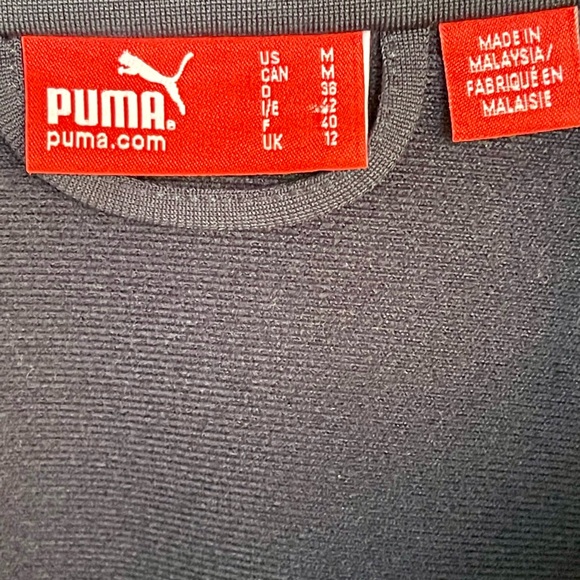 PUMA®
puma.com
US M
CAN M
D 38
I/E 42
F 40
UK 12
MADE IN
MALAYSIA/
FABRIQUÉ EN
MALAISIE